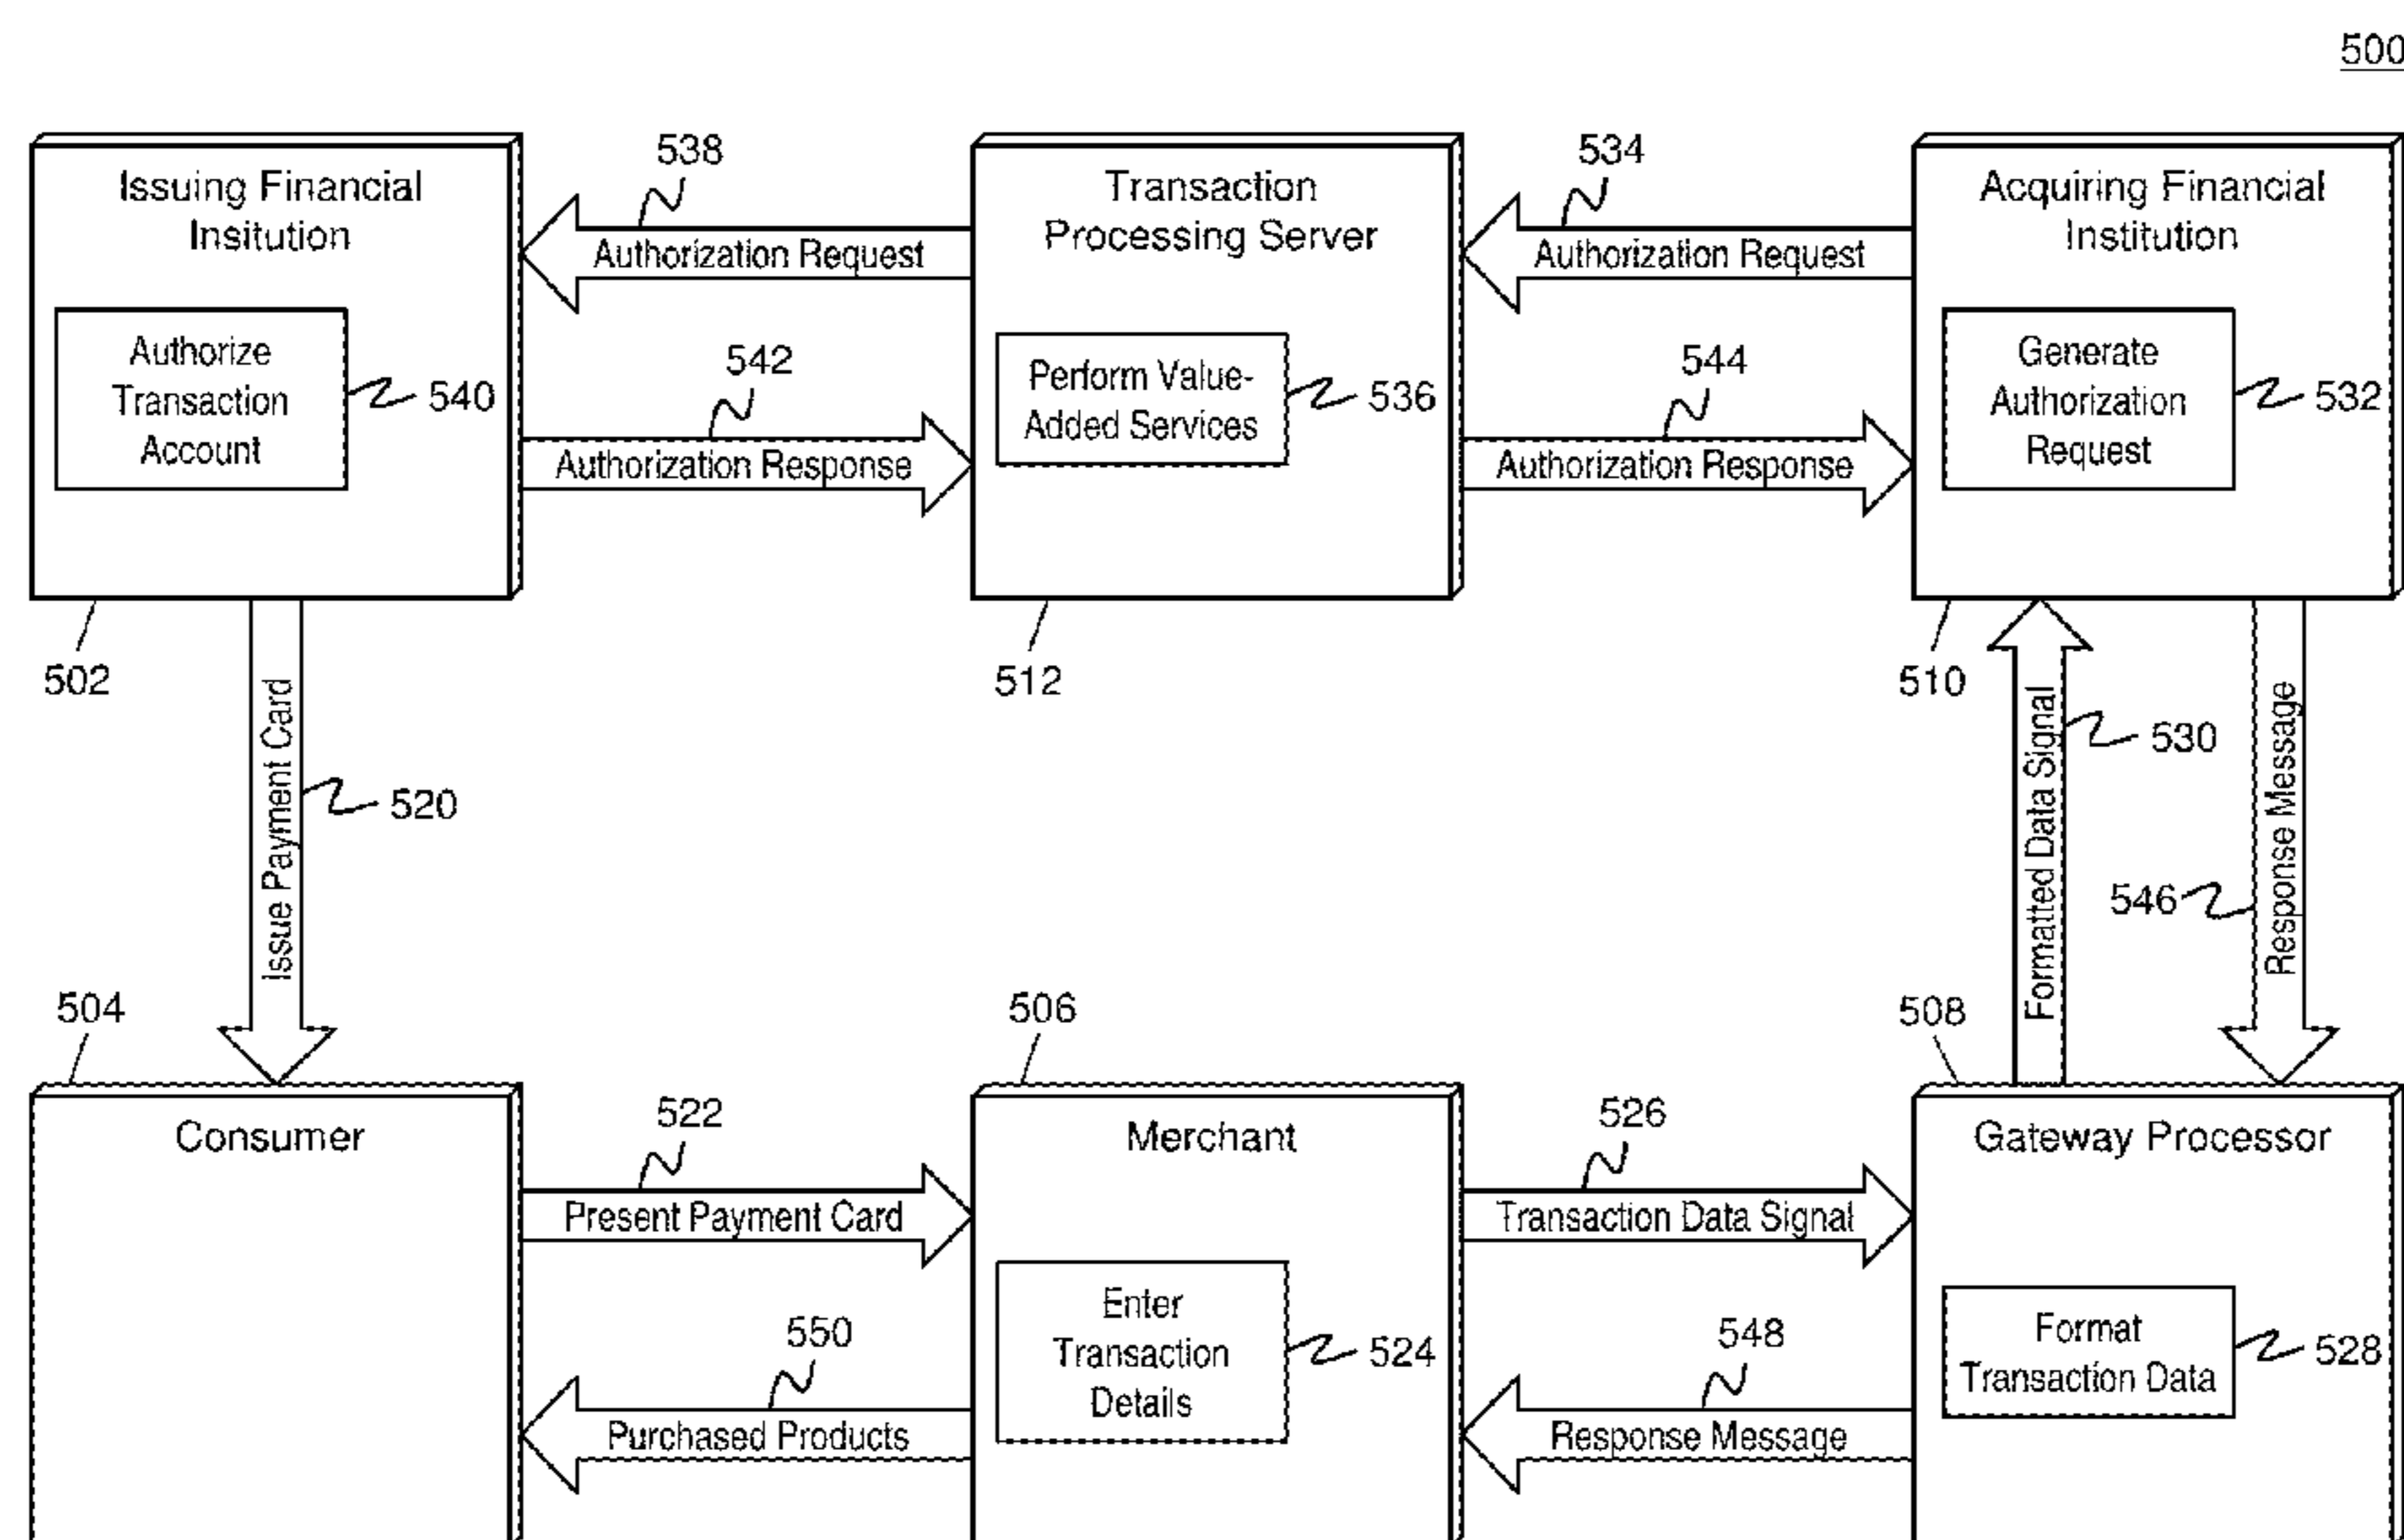 500
538
534
Issuing Financial
Insitution
Transaction
Processing Server
Acquiring Financial
Institution
Authorization Request
Authorization Request
Authorize
Transaction
Account
540
542
Perform Value-
Added Services
536
544
Generate
Authorization
Request
532
Authorization Response
Authorization Response
502
512
510
Issue Payment Card
520
Formatted Data Signal
530
Response Message
546
504
506
508
Consumer
522
Merchant
526
Gateway Processor
Present Payment Card
Transaction Data Signal
550
Enter
Transaction
Details
524
548
Format
Transaction Data
528
Purchased Products
Response Message